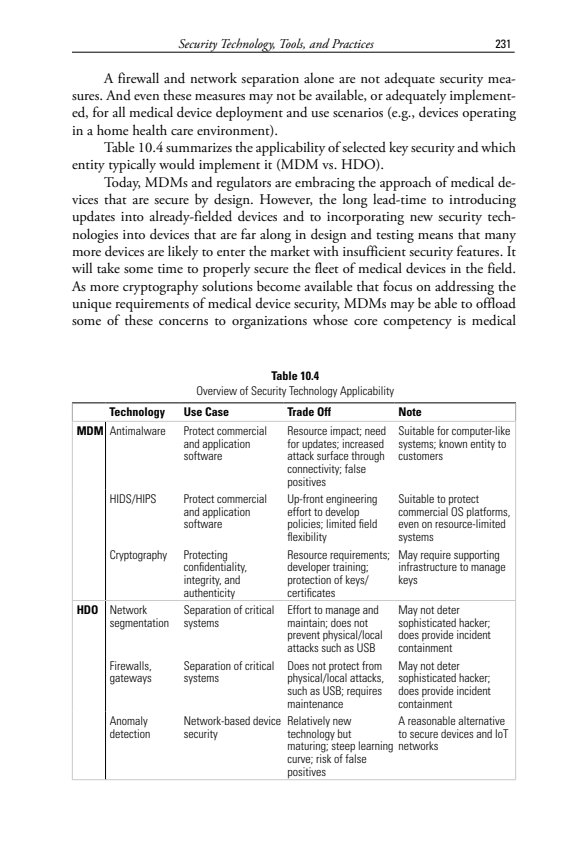 Security Technology, Tools, and Practices 231
A firewall and network separation alone are not adequate security mea-
sures. And even these measures may not be available, or adequately implement-
ed, for all medical device deployment and use scenarios (e.g., devices operating
in a home health care environment).
Table 10.4 summarizes the applicability of selected key security and which
entity typically would implement it (MDM vs. HDO).
Today, MDMs and regulators are embracing the approach of medical de-
vices that are secure by design. However, the long lead-time to introducing
updates into already-fielded devices and to incorporating new security tech-
nologies into devices that are far along in design and testing means that many
more devices are likely to enter the market with insufficient security features. It
will take some time to properly secure the fleet of medical devices in the field.
As more cryptography solutions become available that focus on addressing the
unique requirements of medical device security, MDMs may be able to offload
some of these concerns to organizations whose core competency is medical
Table 10.4
Overview of Security Technology Applicability
Technology Use Case Trade Off Note
MDM Antimalware Protect commercial Resource impact; need Suitable for computer-like
and application for updates; increased systems; known entity to
software attack surface through customers
connectivity; false
positives
HIDS/HIPS Protect commercial Up-front engineering Suitable to protect
and application effort to develop commercial OS platforms,
software policies; limited field even on resource-limited
flexibility systems
Cryptography Protecting Resource requirements; May require supporting
confidentiality, developer training; infrastructure to manage
integrity, and protection of keys/ keys
authenticity certificates
HDO Network Separation of critical Effort to manage and May not deter
segmentation systems maintain; does not sophisticated hacker;
prevent physical/local does provide incident
attacks such as USB containment
Firewalls, Separation of critical Does not protect from May not deter
gateways systems physical/local attacks, sophisticated hacker;
such as USB; requires does provide incident
maintenance containment
Anomaly Network-based device Relatively new A reasonable alternative
detection security technology but to secure devices and IoT
maturing; steep learning networks
curve; risk of false
positives